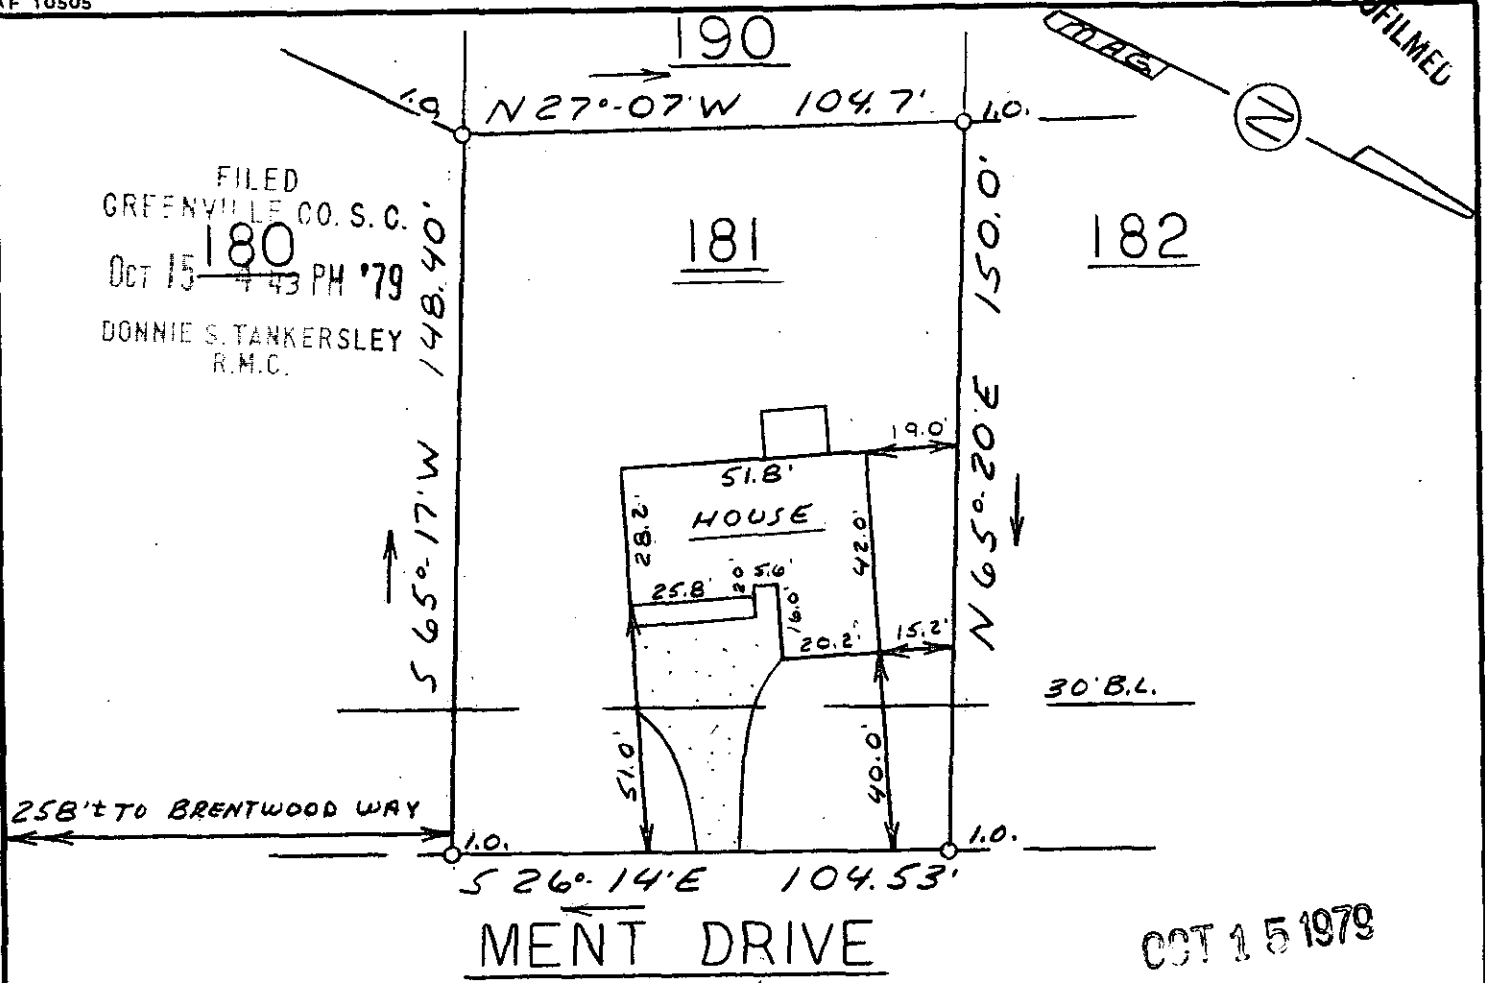 190
MAG.
N
I.O.
N 27°-07'W 104.7'
I.O.
FILED
GREENVILLE CO. S. C.
180
OCT 15 4 43 PM '79
DONNIE S. TANKERSLEY
R.M.C.
181
182
148.40'
S 65°-17'W
150.0'
N 65°-20'E
19.0'
51.8'
HOUSE
28.2'
42.0'
25.8'
2.0
5.6'
16.0'
20.2'
15.2'
30' B.L.
51.0'
40.0'
258'± TO BRENTWOOD WAY
I.O.
I.O.
S 26°-14'E 104.53'
MENT DRIVE
OCT 15 1979